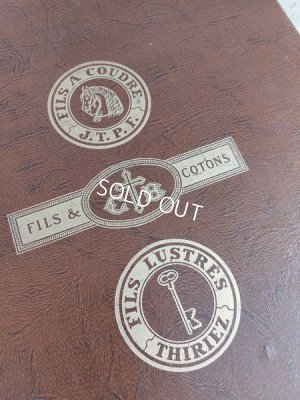 FILS A COUDRE
J.T.P.F.
FILS & COTONS
SOLD OUT
FILS LUSTRES
THIRIEZ